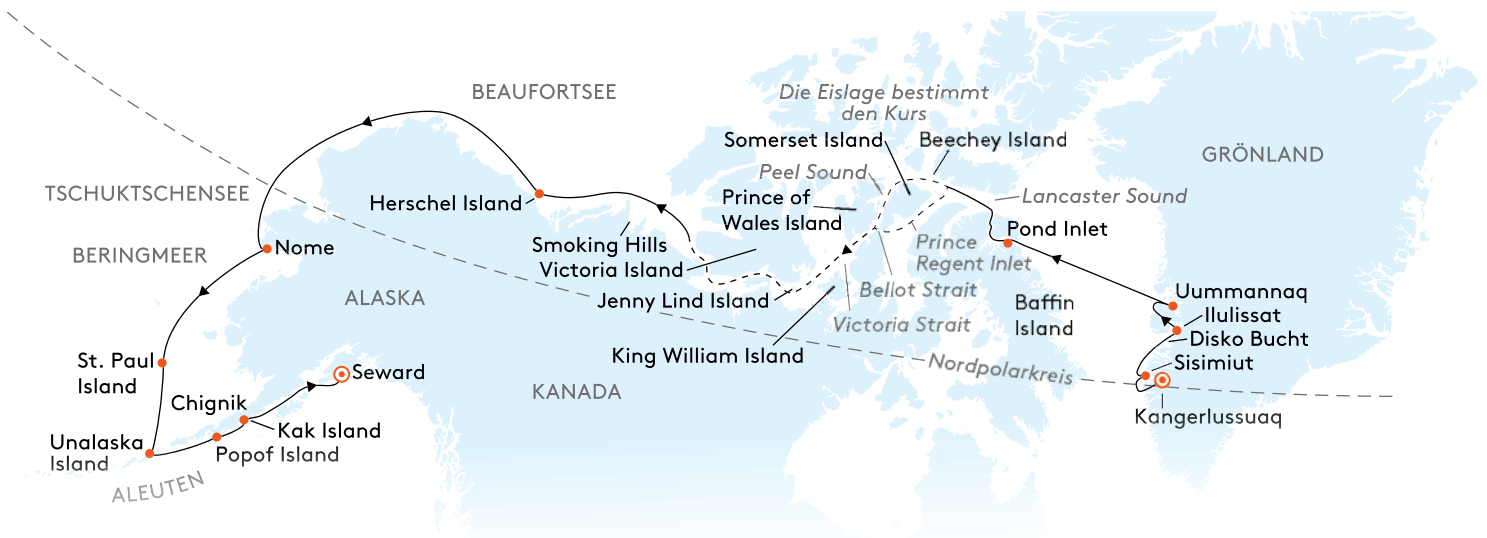 BEAUFORTSEE
Die Eislage bestimmt
den Kurs
Somerset Island
Beechey Island
GRÖNLAND
Peel Sound
TSCHUKTSCHENSEE
Herschel Island
Prince of
Wales Island
Lancaster Sound
Pond Inlet
BERINGMEER
Nome
Smoking Hills
Victoria Island
Prince
Regent Inlet
Bellot Strait
ALASKA
Jenny Lind Island
Victoria Strait
Baffin
Island
Uummannaq
Ilulissat
Disko Bucht
Sisimiut
King William Island
Nordpolarkreis
St. Paul
Island
Seward
KANADA
Chignik
Kangerlussuaq
Kak Island
Unalaska
Island
Popof Island
ALEUTEN